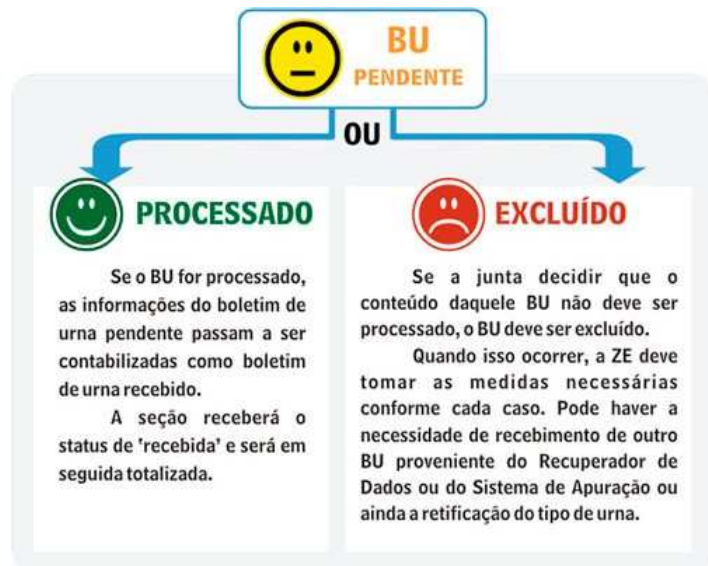 BU
PENDENTE
OU
PROCESSADO
Se o BU for processado,
as informações do boletim de
urna pendente passam a ser
contabilizadas como boletim
de urna recebido.
A seção receberá o
status de 'recebida' e será em
seguida totalizada.
EXCLUÍDO
Se a junta decidir que o
conteúdo daquele BU não deve ser
processado, o BU deve ser excluído.
Quando isso ocorrer, a ZE deve
tomar as medidas necessárias
conforme cada caso. Pode haver a
necessidade de recebimento de outro
BU proveniente do Recuperador de
Dados ou do Sistema de Apuração ou
ainda a retificação do tipo de urna.